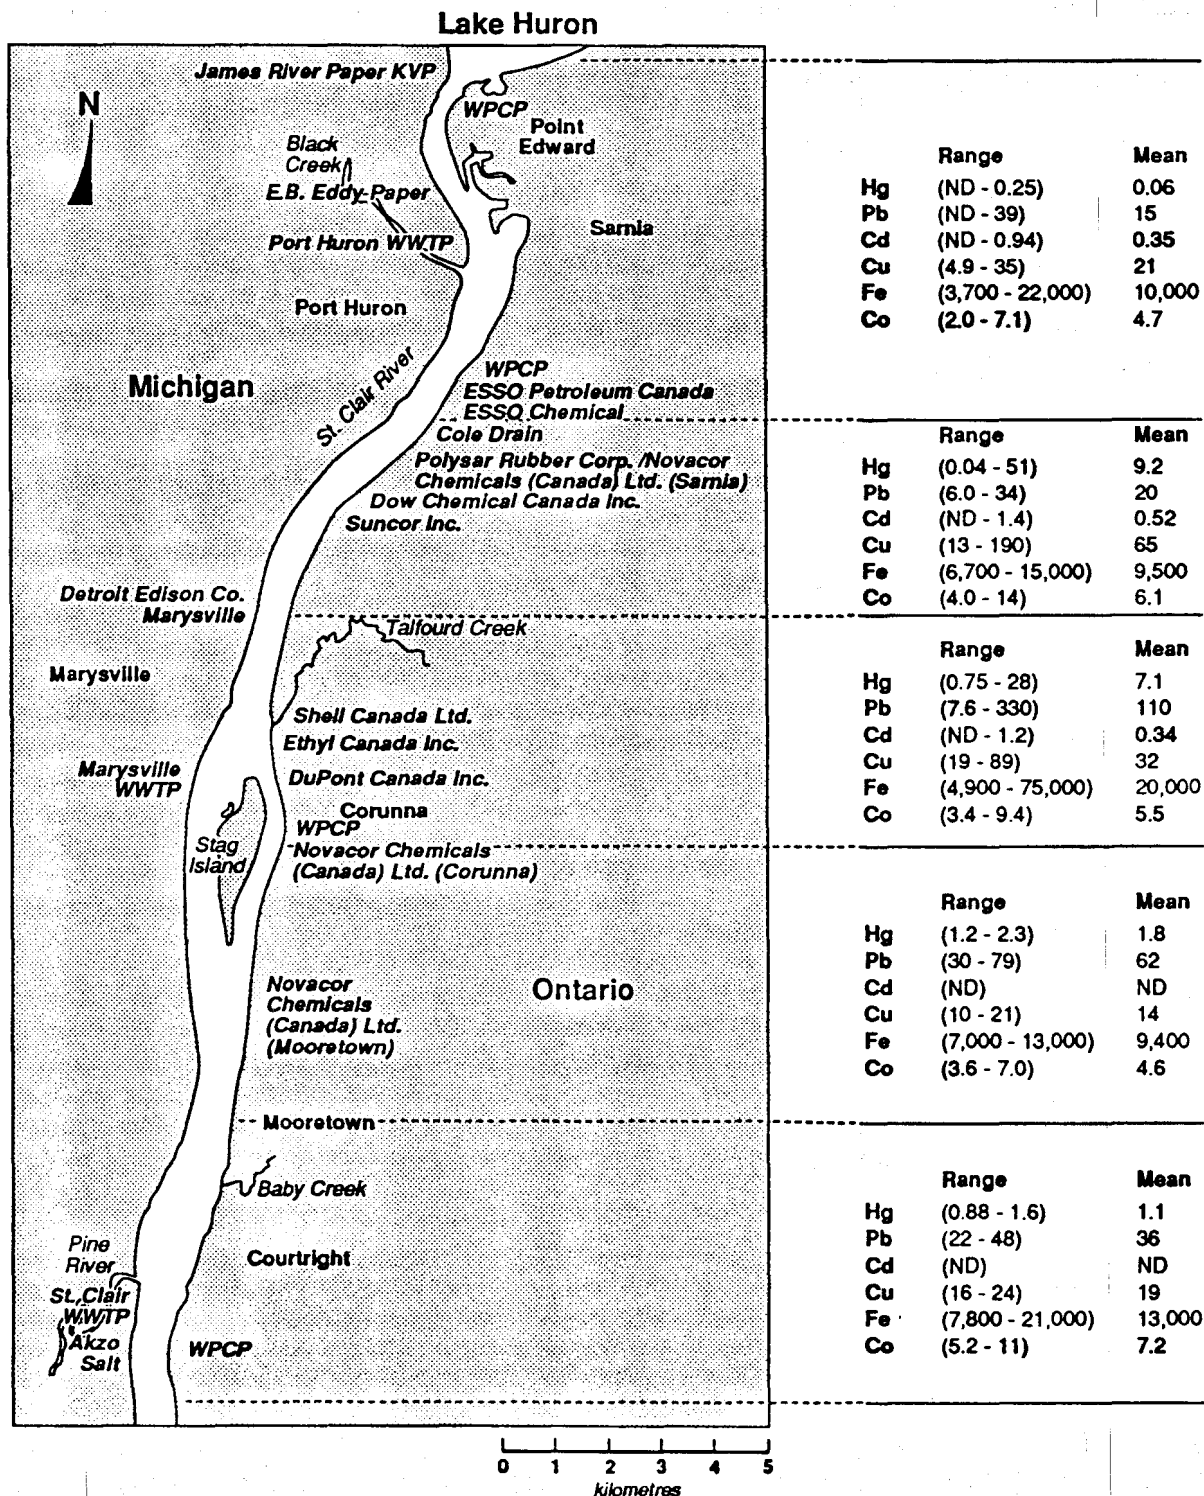 Lake Huron
James River Paper KVP
N
WPCP
Point
Edward
Black
Creek
E.B. Eddy Paper
Sarnia
Port Huron WWTP
Port Huron
WPCP
ESSO Petroleum Canada
ESSO Chemical
Michigan
St. Clair River
Cole Drain
Polysar Rubber Corp./Novacor
Chemicals (Canada) Ltd. (Sarnia)
Dow Chemical Canada Inc.
Suncor Inc.
Detroit Edison Co.
Marysville
Talfourd Creek
Marysville
Shell Canada Ltd.
Ethyl Canada Inc.
Marysville
WWTP
DuPont Canada Inc.
Corunna
WPCP
Stag
Island
Novacor Chemicals
(Canada) Ltd. (Corunna)
Novacor
Chemicals
(Canada) Ltd.
(Mooretown)
Ontario
Mooretown
Baby Creek
Pine
River
Courtright
St. Clair
WWTP
Akzo
Salt
WPCP
0 1 2 3 4 5
kilometres
Range Mean
Hg (ND - 0.25) 0.06
Pb (ND - 39) 15
Cd (ND - 0.94) 0.35
Cu (4.9 - 35) 21
Fe (3,700 - 22,000) 10,000
Co (2.0 - 7.1) 4.7
Range Mean
Hg (0.04 - 51) 9.2
Pb (6.0 - 34) 20
Cd (ND - 1.4) 0.52
Cu (13 - 190) 65
Fe (6,700 - 15,000) 9,500
Co (4.0 - 14) 6.1
Range Mean
Hg (0.75 - 28) 7.1
Pb (7.6 - 330) 110
Cd (ND - 1.2) 0.34
Cu (19 - 89) 32
Fe (4,900 - 75,000) 20,000
Co (3.4 - 9.4) 5.5
Range Mean
Hg (1.2 - 2.3) 1.8
Pb (30 - 79) 62
Cd (ND) ND
Cu (10 - 21) 14
Fe (7,000 - 13,000) 9,400
Co (3.6 - 7.0) 4.6
Range Mean
Hg (0.88 - 1.6) 1.1
Pb (22 - 48) 36
Cd (ND) ND
Cu (16 - 24) 19
Fe (7,800 - 21,000) 13,000
Co (5.2 - 11) 7.2